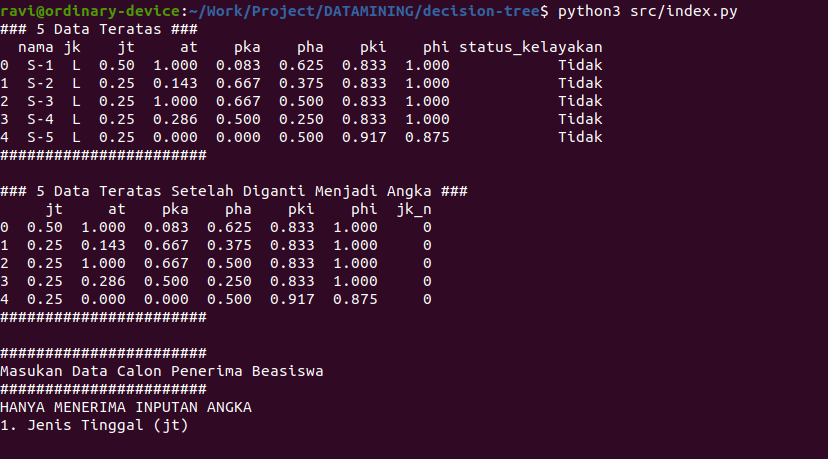 ravi@ordinary-device:~/Work/Project/DATAMINING/decision-tree$ python3 src/index.py
### 5 Data Teratas ###
  nama jk    jt     at    pka    pha    pki    phi status_kelayakan
0  S-1  L  0.50  1.000  0.083  0.625  0.833  1.000            Tidak
1  S-2  L  0.25  0.143  0.667  0.375  0.833  1.000            Tidak
2  S-3  L  0.25  1.000  0.667  0.500  0.833  1.000            Tidak
3  S-4  L  0.25  0.286  0.500  0.250  0.833  1.000            Tidak
4  S-5  L  0.25  0.000  0.000  0.500  0.917  0.875            Tidak
#######################
### 5 Data Teratas Setelah Diganti Menjadi Angka ###
     jt     at    pka    pha    pki    phi  jk_n
0  0.50  1.000  0.083  0.625  0.833  1.000     0
1  0.25  0.143  0.667  0.375  0.833  1.000     0
2  0.25  1.000  0.667  0.500  0.833  1.000     0
3  0.25  0.286  0.500  0.250  0.833  1.000     0
4  0.25  0.000  0.000  0.500  0.917  0.875     0
#######################
#######################
Masukan Data Calon Penerima Beasiswa
#######################
HANYA MENERIMA INPUTAN ANGKA
1. Jenis Tinggal (jt)